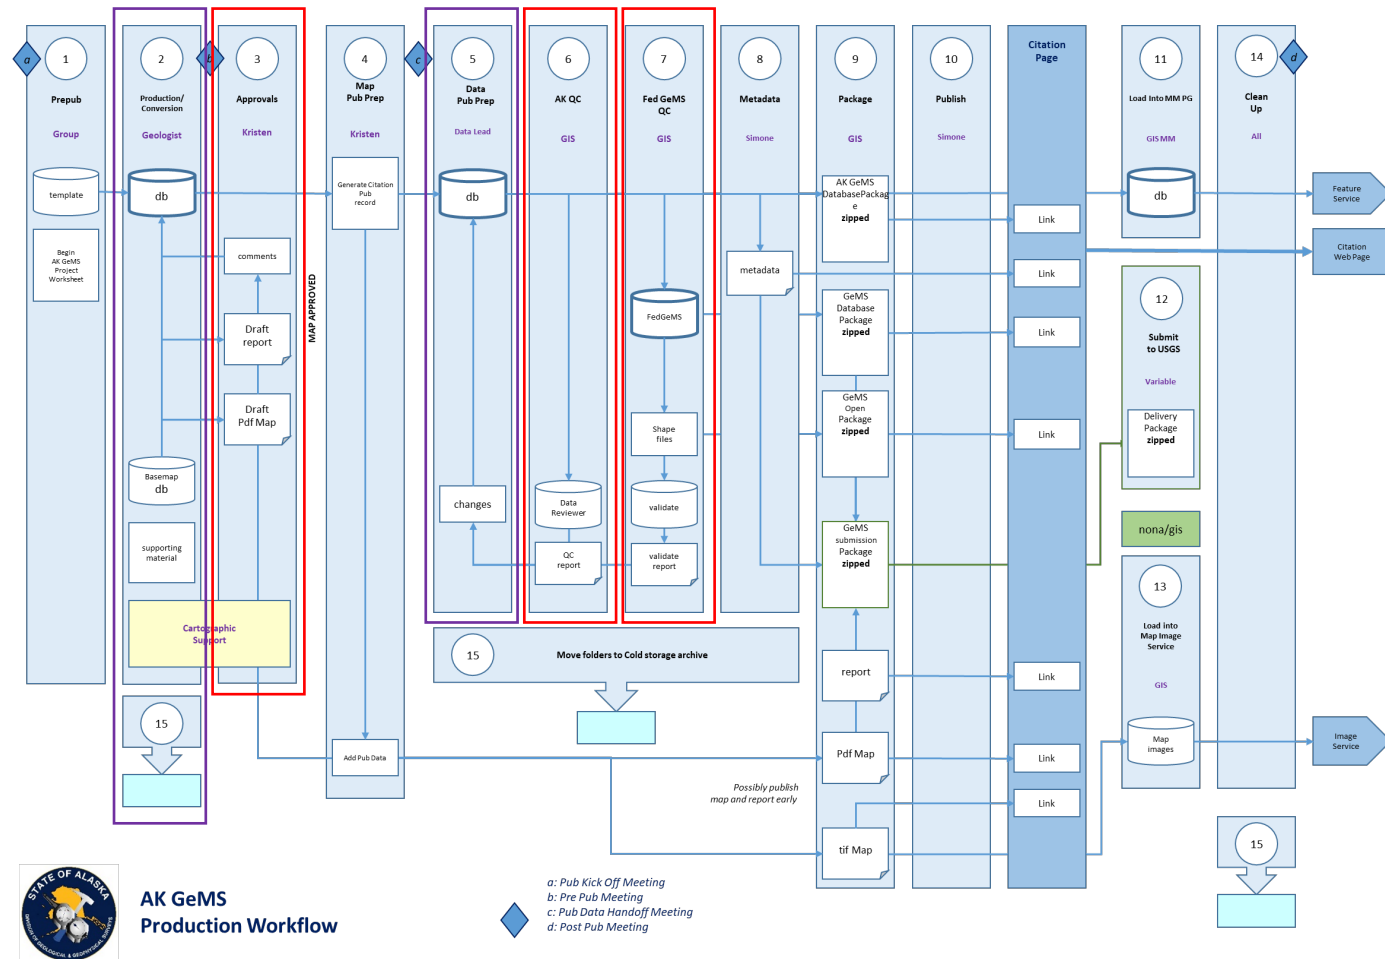 a
1
Prepub
Group
template
Begin
AK GeMS
Project
Worksheet
2
Production/
Conversion
Geologist
db
Basemap
db
supporting
material
Cartographic
Support
15
b
3
Approvals
Kristen
comments
Draft
report
Draft
Pdf Map
MAP APPROVED
4
Map
Pub Prep
Kristen
Generate Citation
Pub
record
Add Pub Data
c
5
Data
Pub Prep
Data Lead
db
changes
6
AK QC
GIS
Data
Reviewer
QC
report
7
Fed GeMS
QC
GIS
FedGeMS
Shape
files
validate
validate
report
8
Metadata
Simone
metadata
15
Move folders to Cold storage archive
Possibly publish
map and report early
9
Package
GIS
AK GeMS
DatabasePackag
e
zipped
GeMS
Database
Package
zipped
GeMS
Open
Package
zipped
GeMS
submission
Package
zipped
report
Pdf Map
tif Map
10
Publish
Simone
Citation
Page
Link
Link
Link
Link
Link
Link
Link
11
Load Into MM PG
GIS MM
db
12
Submit
to USGS
Variable
Delivery
Package
zipped
nona/gis
13
Load into
Map Image
Service
GIS
Map
images
14
d
Clean
Up
All
15
Feature
Service
Citation
Web Page
Image
Service
STATE OF ALASKA
DIVISION OF GEOLOGICAL & GEOPHYSICAL SURVEYS
AK GeMS
Production Workflow
a: Pub Kick Off Meeting
b: Pre Pub Meeting
c: Pub Data Handoff Meeting
d: Post Pub Meeting